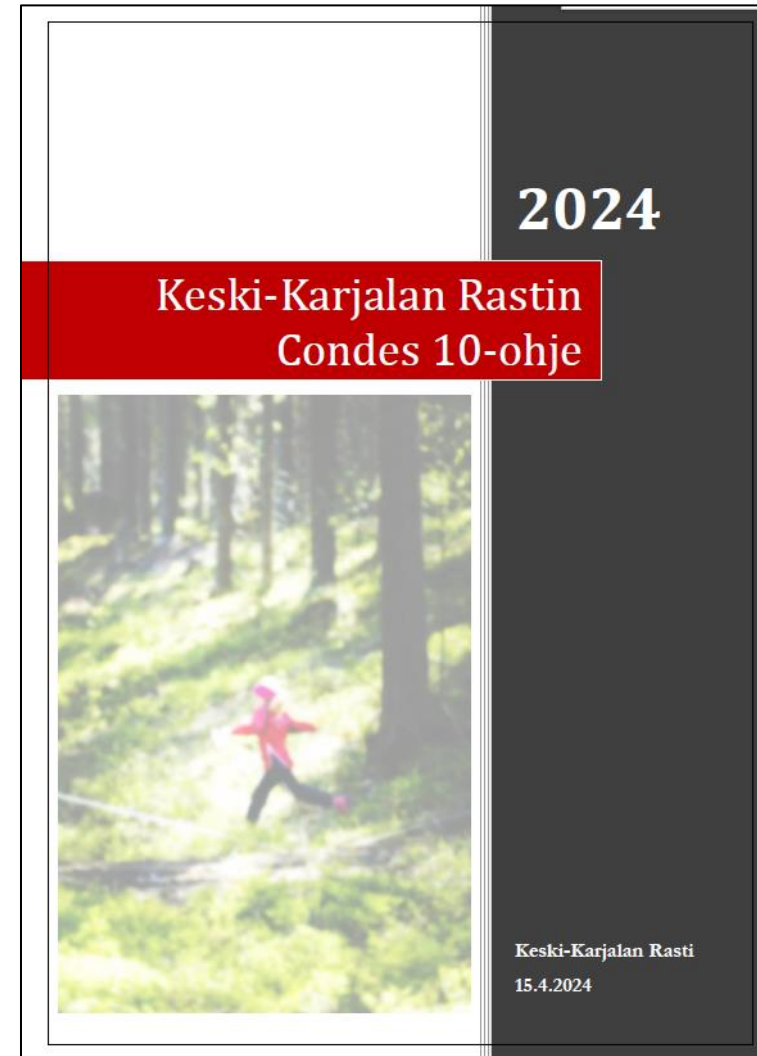 2024
Keski-Karjalan Rastin
Condes 10-ohje
Keski-Karjalan Rasti
15.4.2024